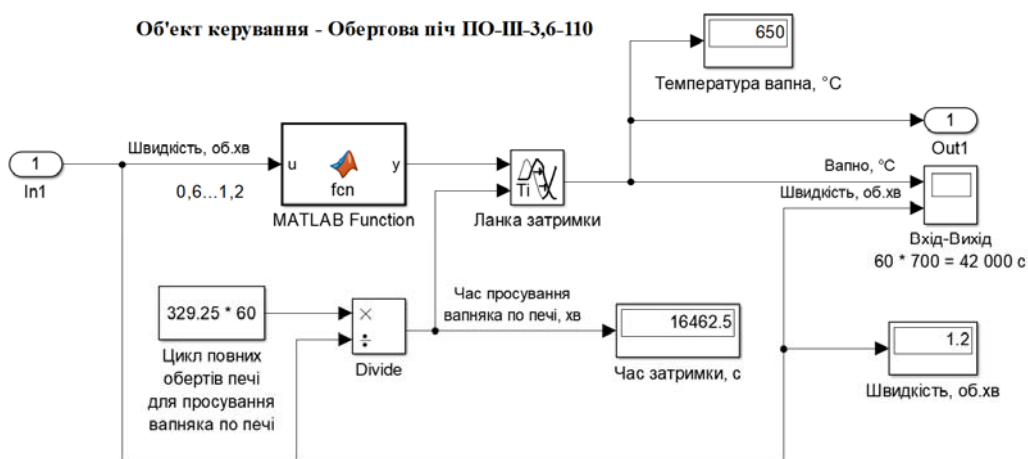 Об'ект керування - Обертова піч ПО-ІІІ-3,6-110
650
Температура вапна, °C
1
In1
Швидкість, об.хв
0,6...1,2
u
fcn
y
MATLAB Function
Ti
Ланка затримки
1
Out1
Вапно, °C
Швидкість, об.хв
Вхід-Вихід
60 * 700 = 42 000 с
329.25 * 60
Цикл повних
обертів печі
для просування
вапняка по печі
×
÷
Divide
Час просування
вапняка по печі, хв
16462.5
Час затримки, с
1.2
Швидкість, об.хв